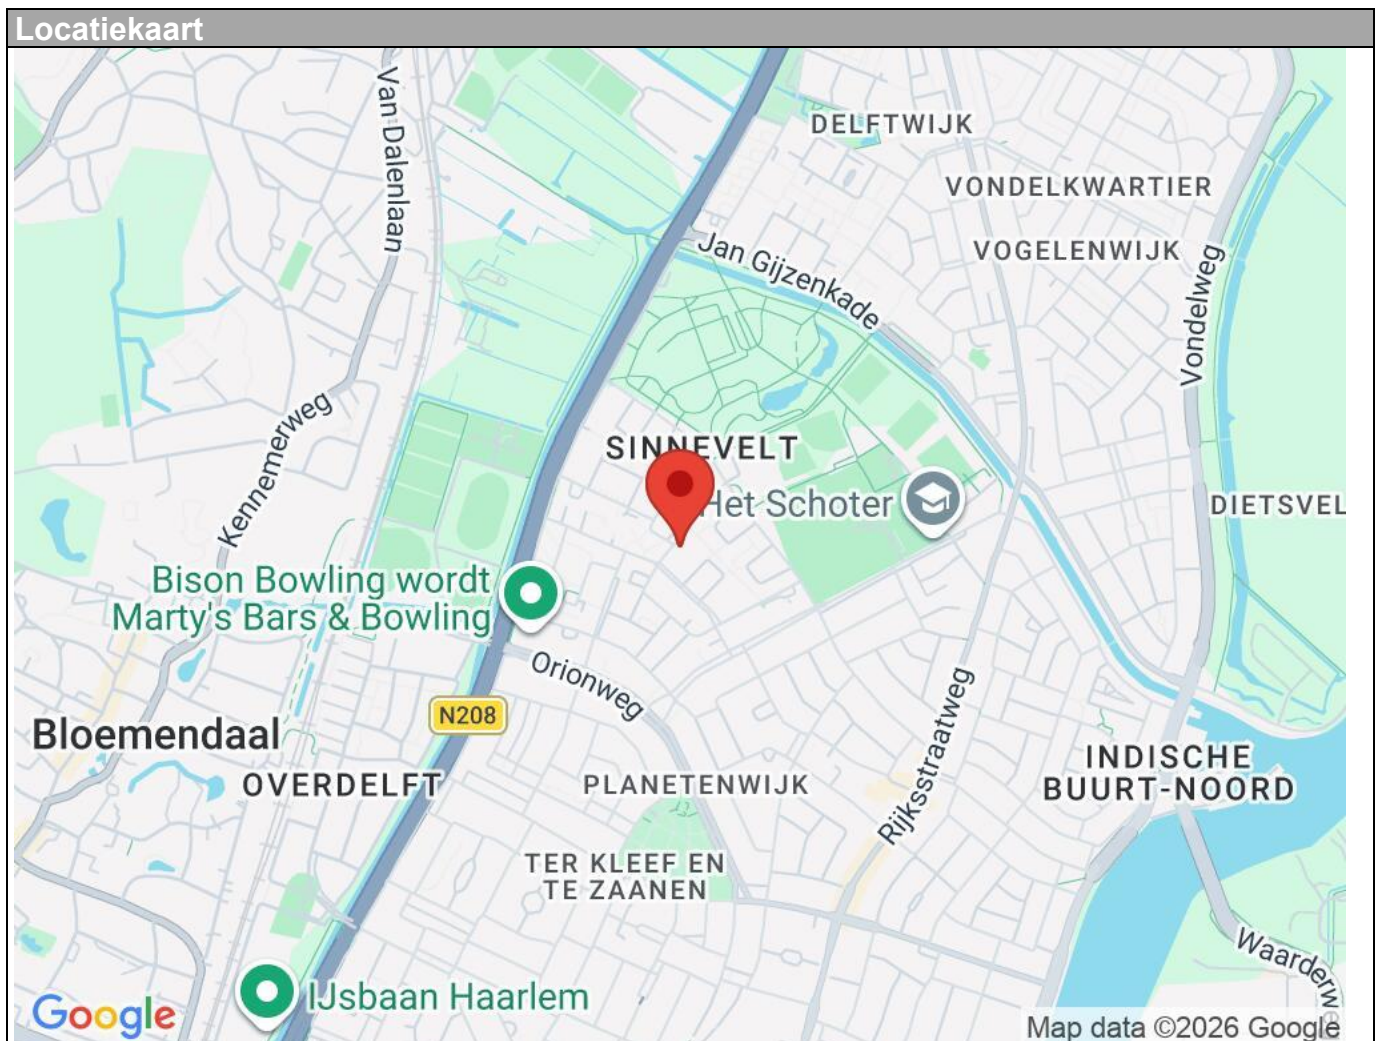 Locatiekaart
Van Dalenlaan
DELFTWIJK
VONDELKWARTIER
VOGELENWIJK
Jan Gijzenkade
Vondelweg
Kennemerweg
SINNEVELT
Het Schoter
DIETSVEL
Bison Bowling wordt
Marty's Bars & Bowling
Orionweg
N208
Rijksstraatweg
Bloemendaal
OVERDELFT
PLANETENWIJK
INDISCHE
BUURT-NOORD
TER KLEEF EN
TE ZAANEN
Waarderwe
IJsbaan Haarlem
Google
Map data ©2026 Google